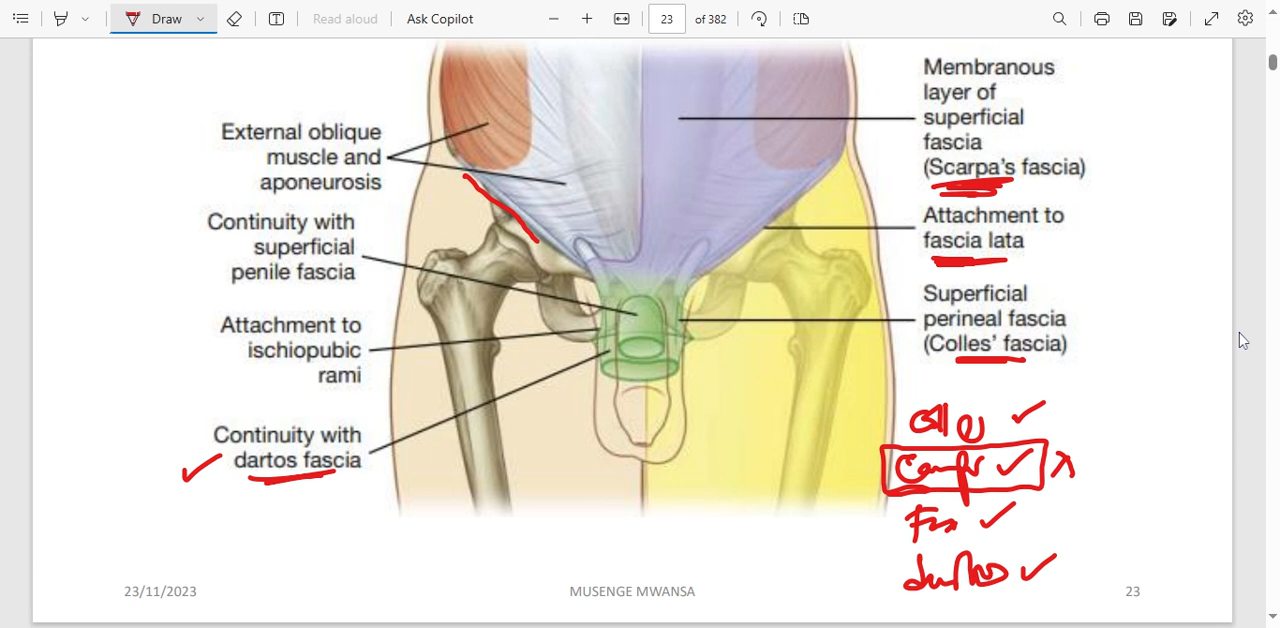 Draw
Read aloud
Ask Copilot
23
of 382
External oblique
muscle and
aponeurosis
Continuity with
superficial
penile fascia
Attachment to
ischiopubic
rami
Continuity with
dartos fascia
Membranous
layer of
superficial
fascia
(Scarpa's fascia)
Attachment to
fascia lata
Superficial
perineal fascia
(Colles' fascia)
23/11/2023
MUSENGE MWANSA
23